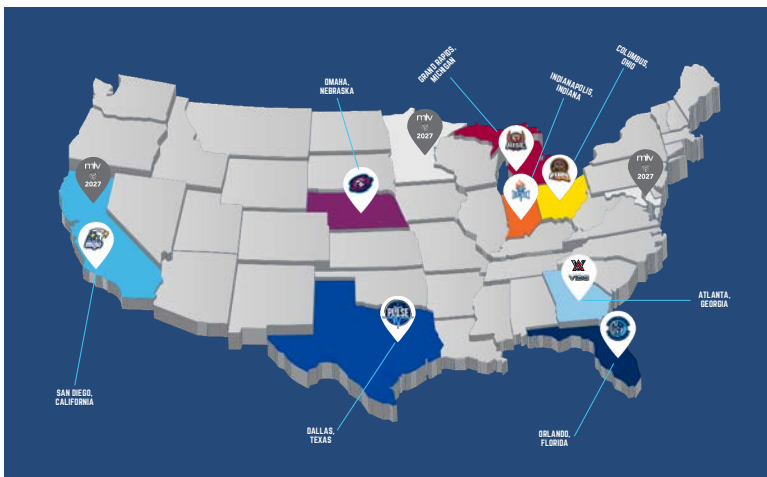 COLUMBUS,
OHIO
GRAND RAPIDS,
MICHIGAN
INDIANAPOLIS,
INDIANA
OMAHA,
NEBRASKA
mlv
2027
mlv
2027
mlv
2027
PULSE
VIBE
ATLANTA,
GEORGIA
SAN DIEGO,
CALIFORNIA
DALLAS,
TEXAS
ORLANDO,
FLORIDA